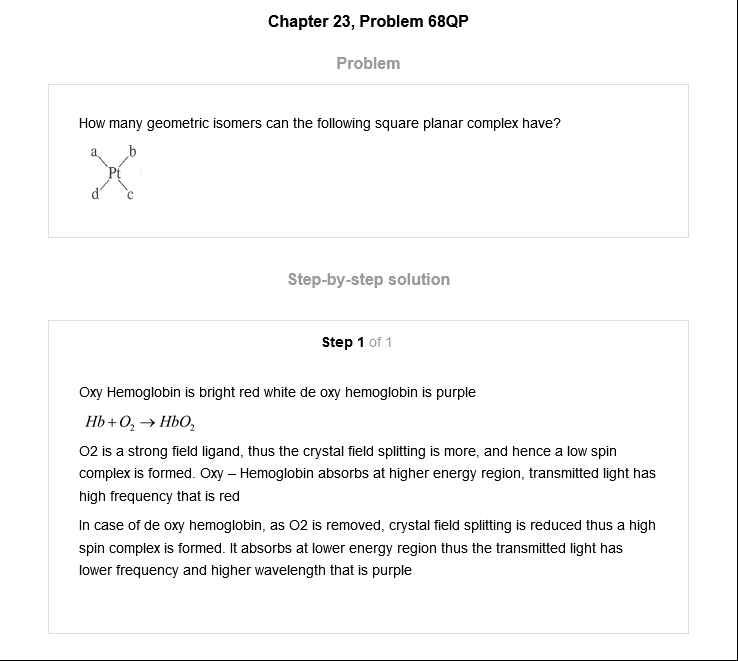 Chapter 23, Problem 68QP
Problem
How many geometric isomers can the following square planar complex have?
a b
Pt
d c
Step-by-step solution
Step 1 of 1
Oxy Hemoglobin is bright red white de oxy hemoglobin is purple
Hb + O₂ → HbO₂
O2 is a strong field ligand, thus the crystal field splitting is more, and hence a low spin
complex is formed. Oxy – Hemoglobin absorbs at higher energy region, transmitted light has
high frequency that is red
In case of de oxy hemoglobin, as O2 is removed, crystal field splitting is reduced thus a high
spin complex is formed. It absorbs at lower energy region thus the transmitted light has
lower frequency and higher wavelength that is purple